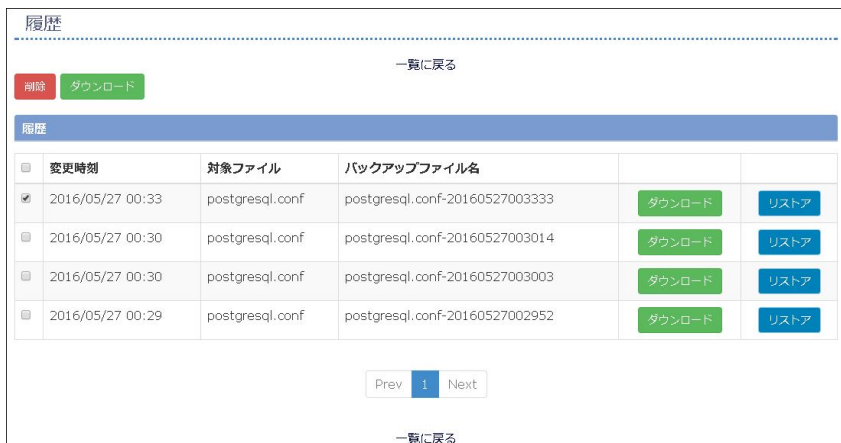 履歴
一覧に戻る
削除 ダウンロード
履歴
変更時刻 対象ファイル バックアップファイル名
2016/05/27 00:33 postgresql.conf postgresql.conf-20160527003333 ダウンロード リストア
2016/05/27 00:30 postgresql.conf postgresql.conf-20160527003014 ダウンロード リストア
2016/05/27 00:30 postgresql.conf postgresql.conf-20160527003003 ダウンロード リストア
2016/05/27 00:29 postgresql.conf postgresql.conf-20160527002952 ダウンロード リストア
Prev 1 Next
一覧に戻る